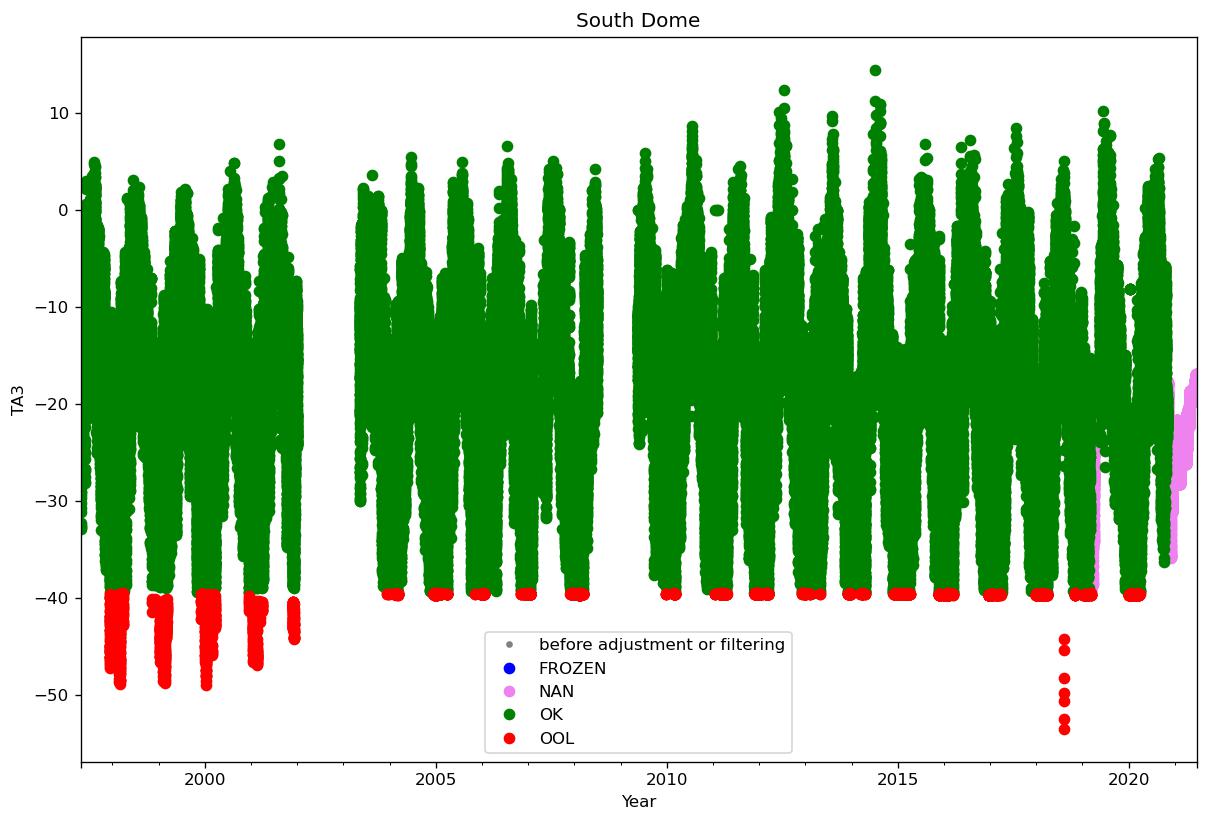 South Dome
10
0
−10
−20
−30
−40
−50
TA3
before adjustment or filtering
FROZEN
NAN
OK
OOL
2000
2005
2010
2015
2020
Year